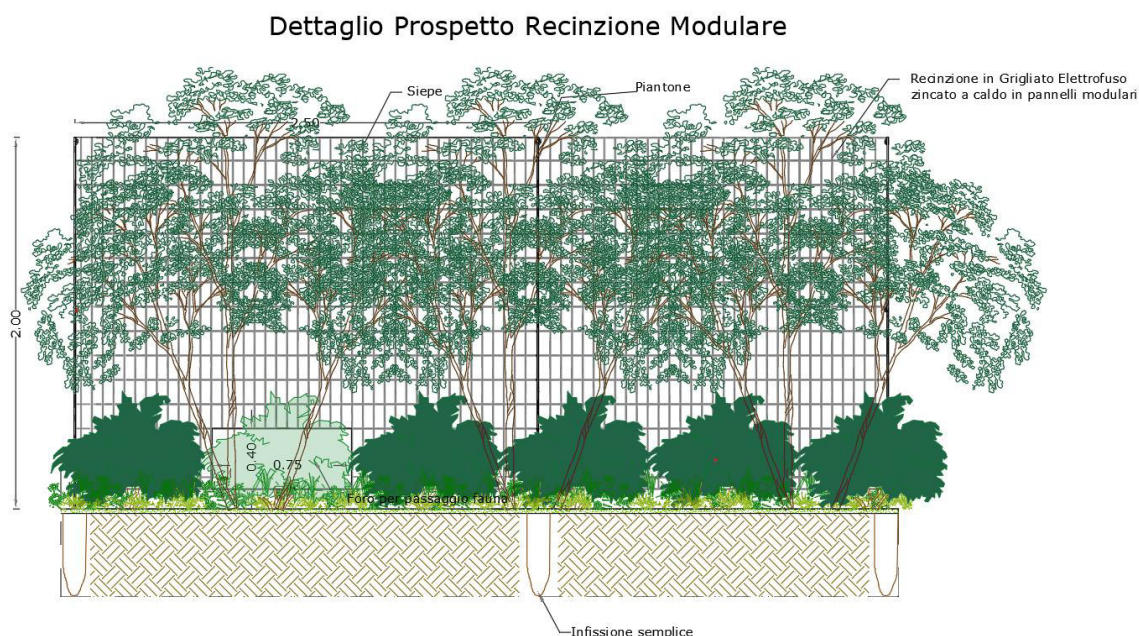 Dettaglio Prospetto Recinzione Modulare
Siepe
Piantone
Recinzione in Grigliato Elettrofuso
zincato a caldo in pannelli modulari
2.50
2.00
0.40
0.75
Foro per passaggio fauna
Infissione semplice